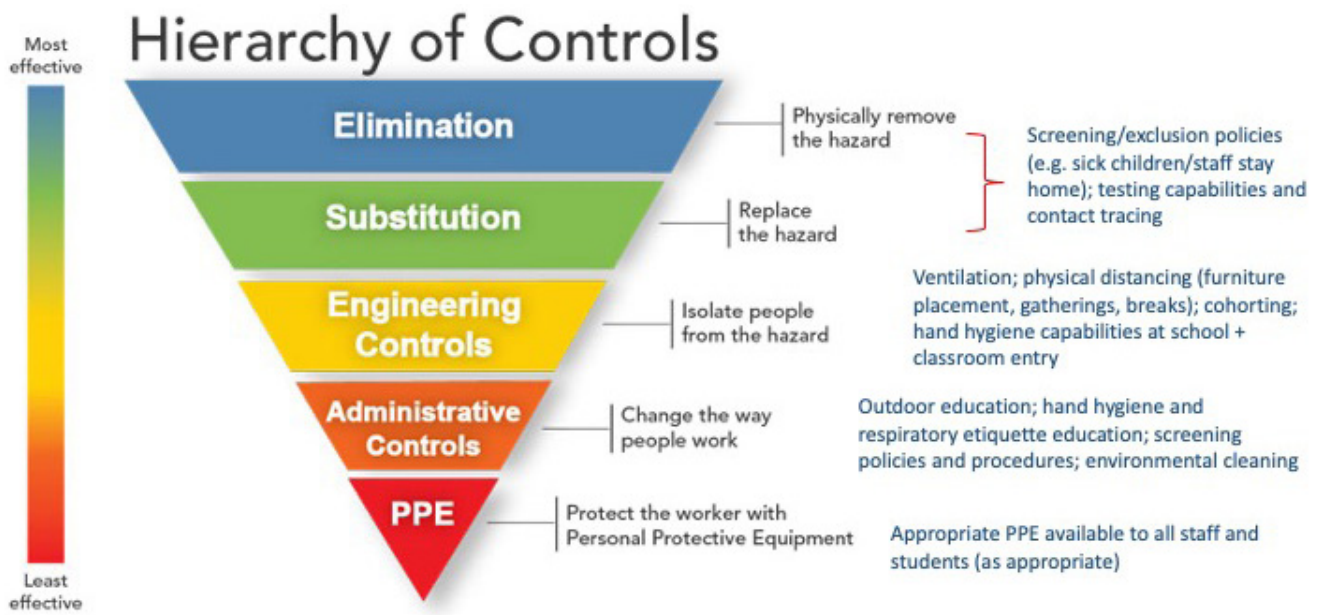 Hierarchy of Controls
Most
effective
Elimination
Physically remove
the hazard
Screening/exclusion policies
(e.g. sick children/staff stay
home); testing capabilities and
contact tracing
Substitution
Replace
the hazard
Engineering
Controls
Isolate people
from the hazard
Ventilation; physical distancing (furniture
placement, gatherings, breaks); cohorting;
hand hygiene capabilities at school +
classroom entry
Administrative
Controls
Change the way
people work
Outdoor education; hand hygiene and
respiratory etiquette education; screening
policies and procedures; environmental cleaning
PPE
Protect the worker with
Personal Protective Equipment
Appropriate PPE available to all staff and
students (as appropriate)
Least
effective